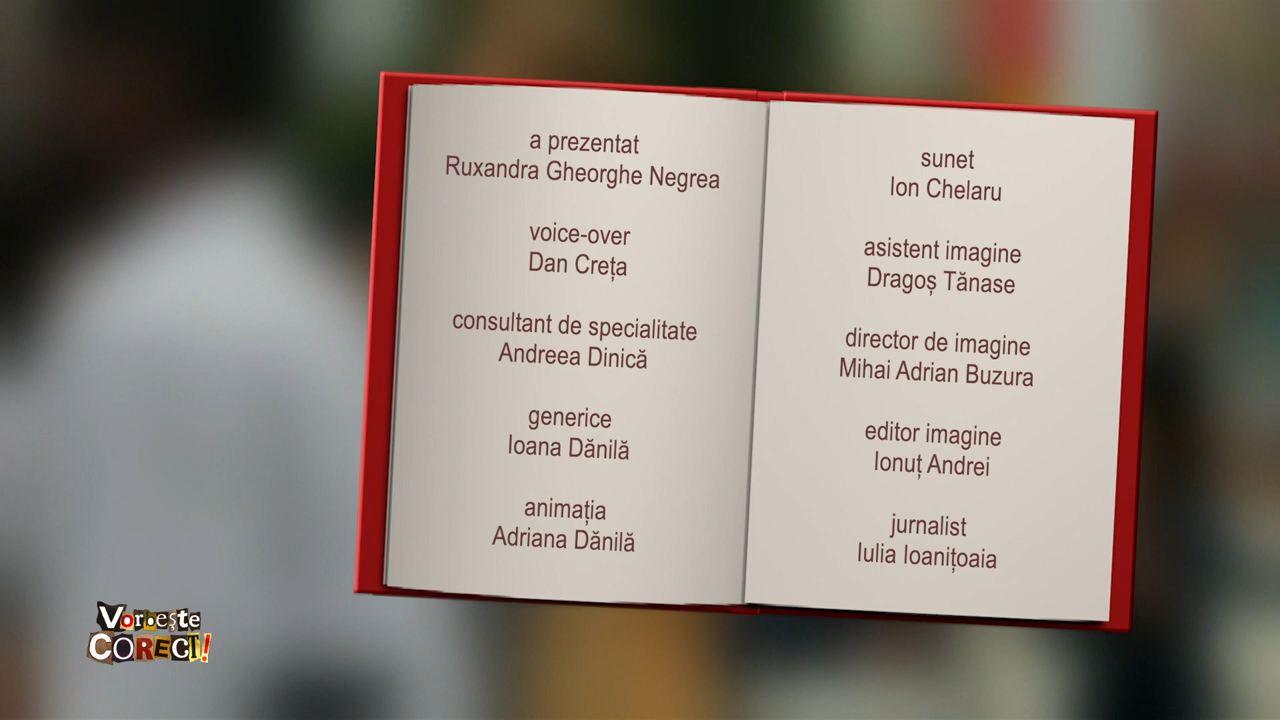 a prezentat
Ruxandra Gheorghe Negrea
voice-over
Dan Creța
consultant de specialitate
Andreea Dinică
generice
Ioana Dănilă
animația
Adriana Dănilă
sunet
Ion Chelaru
asistent imagine
Dragoș Tănase
director de imagine
Mihai Adrian Buzura
editor imagine
Ionuț Andrei
jurnalist
Iulia Ioanițoaia
Vorbește
CORECT!